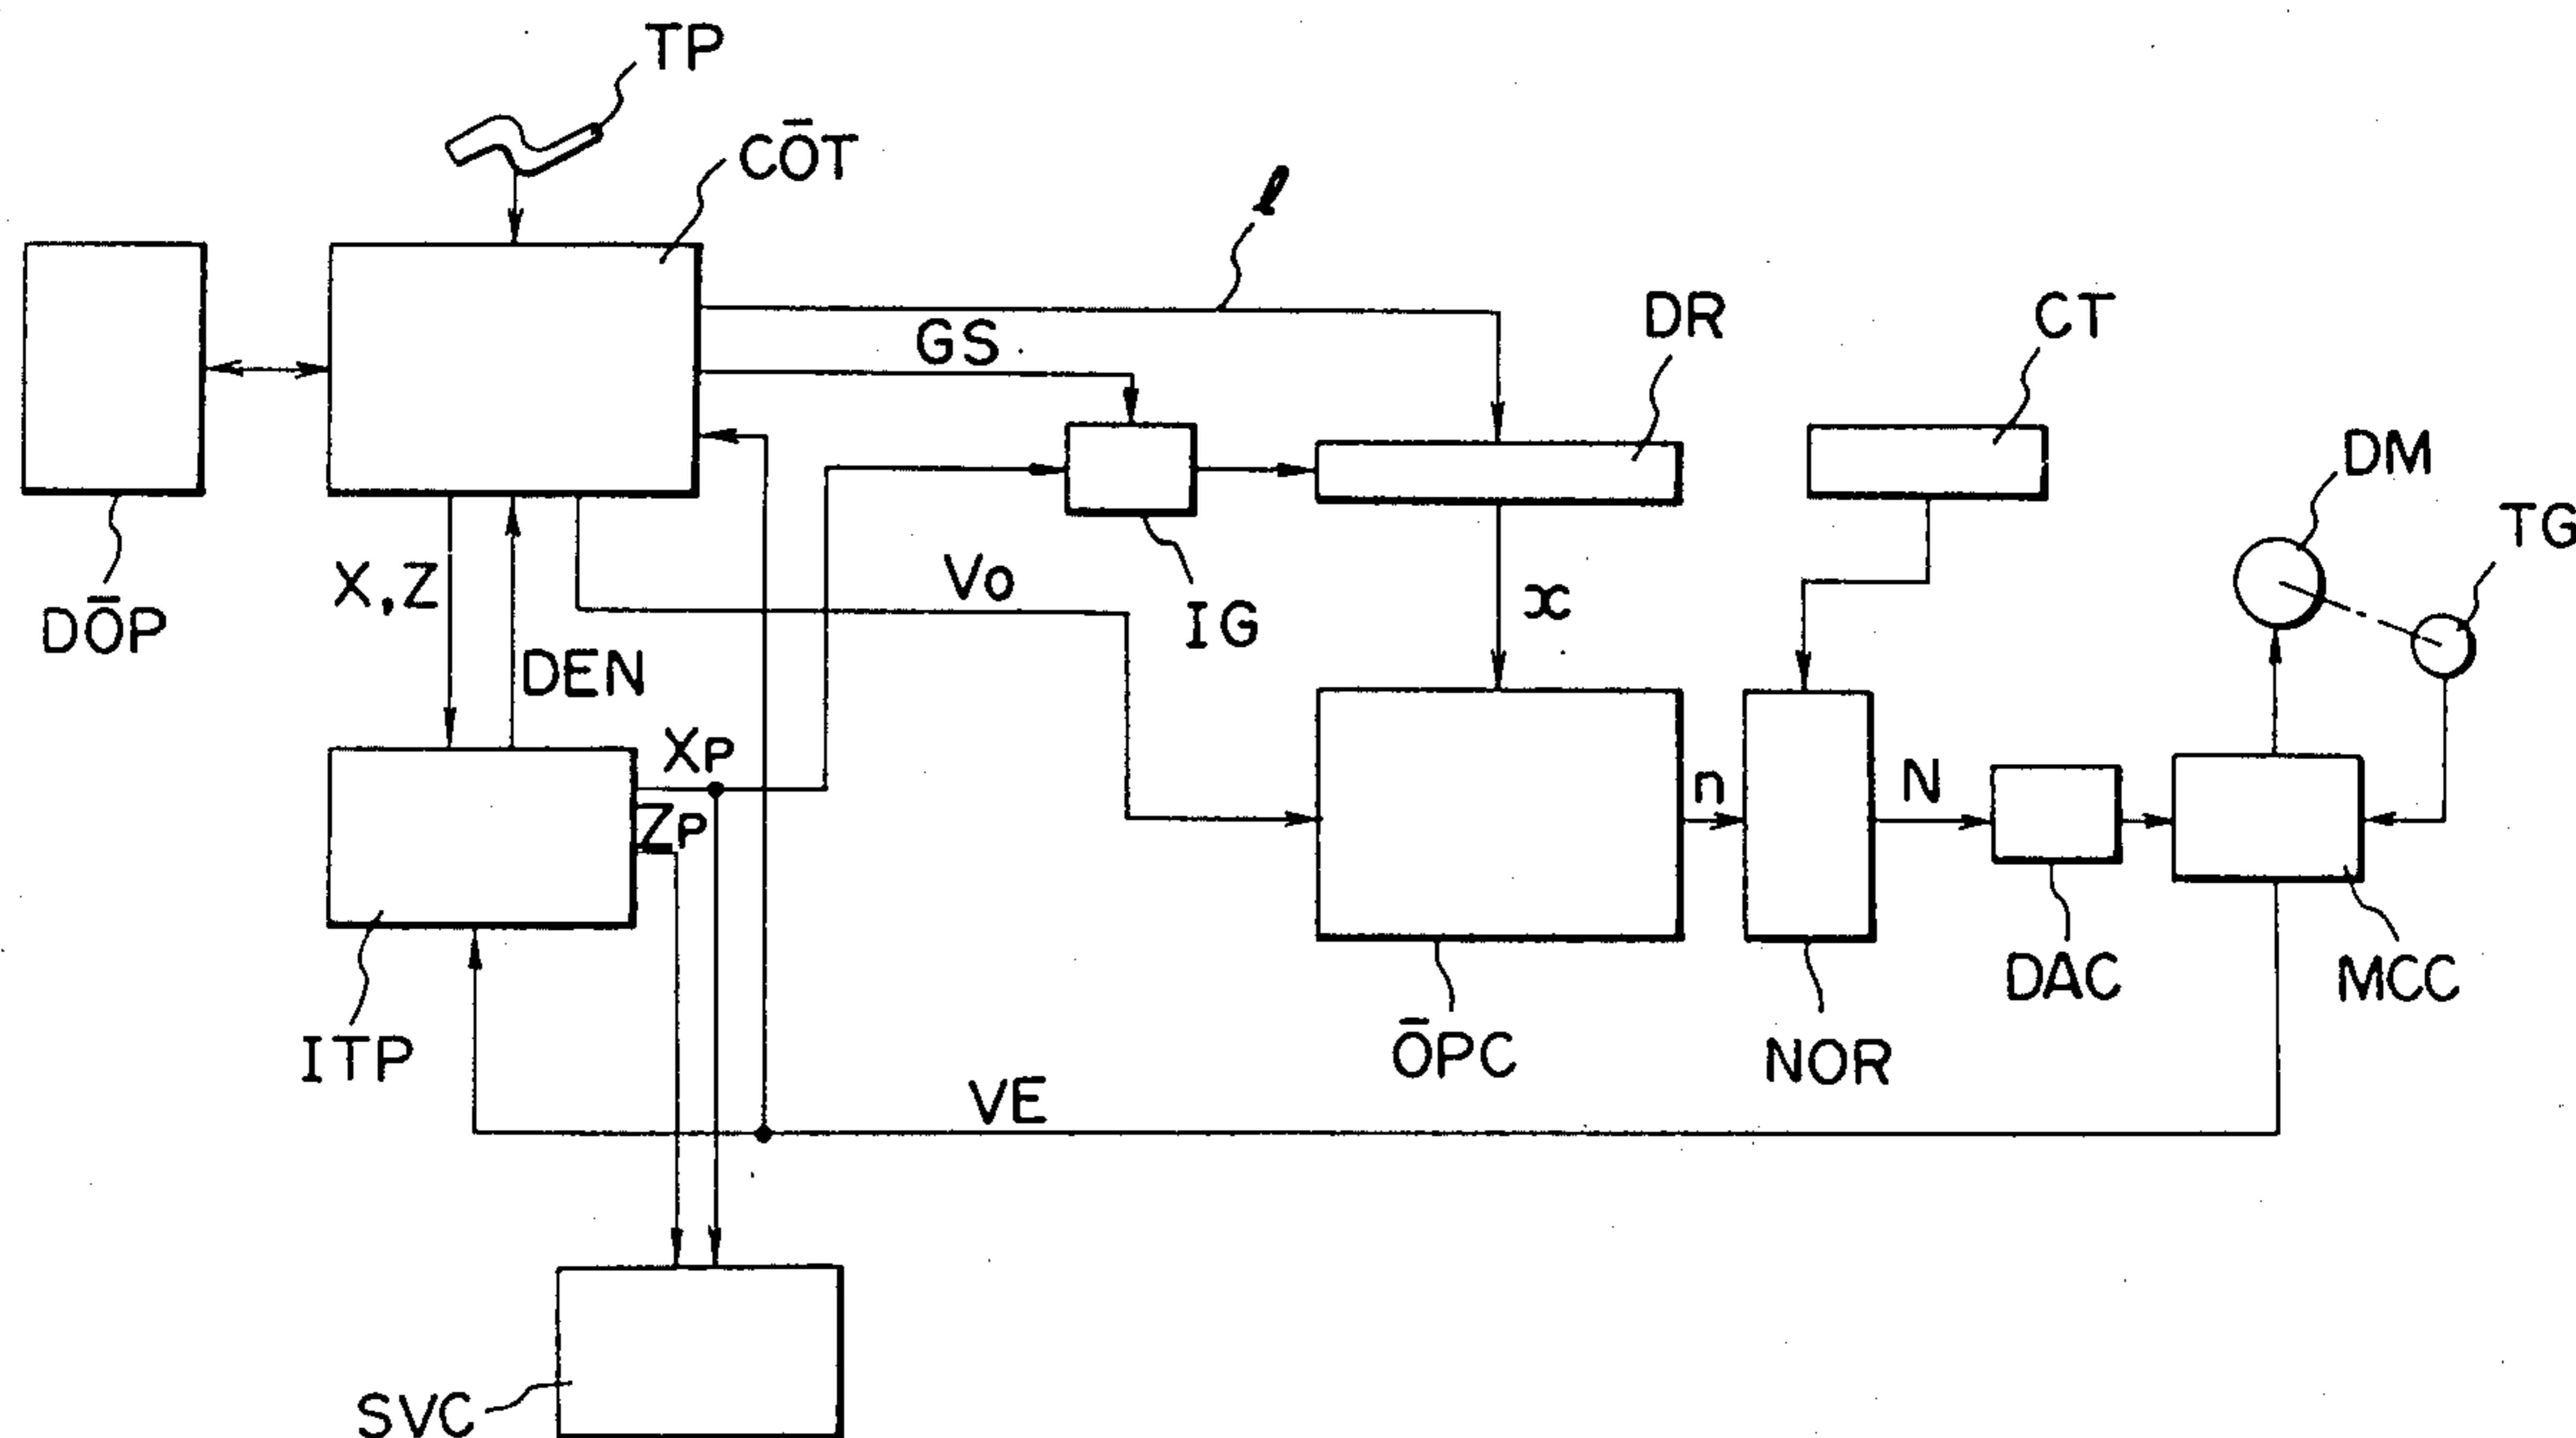 TP
CŌT
ℓ
GS
DR
CT
DM
TG
DŌP
X,Z
DEN
Vo
IG
x
XP
ZP
n
N
ITP
ŌPC
NOR
DAC
MCC
VE
SVC